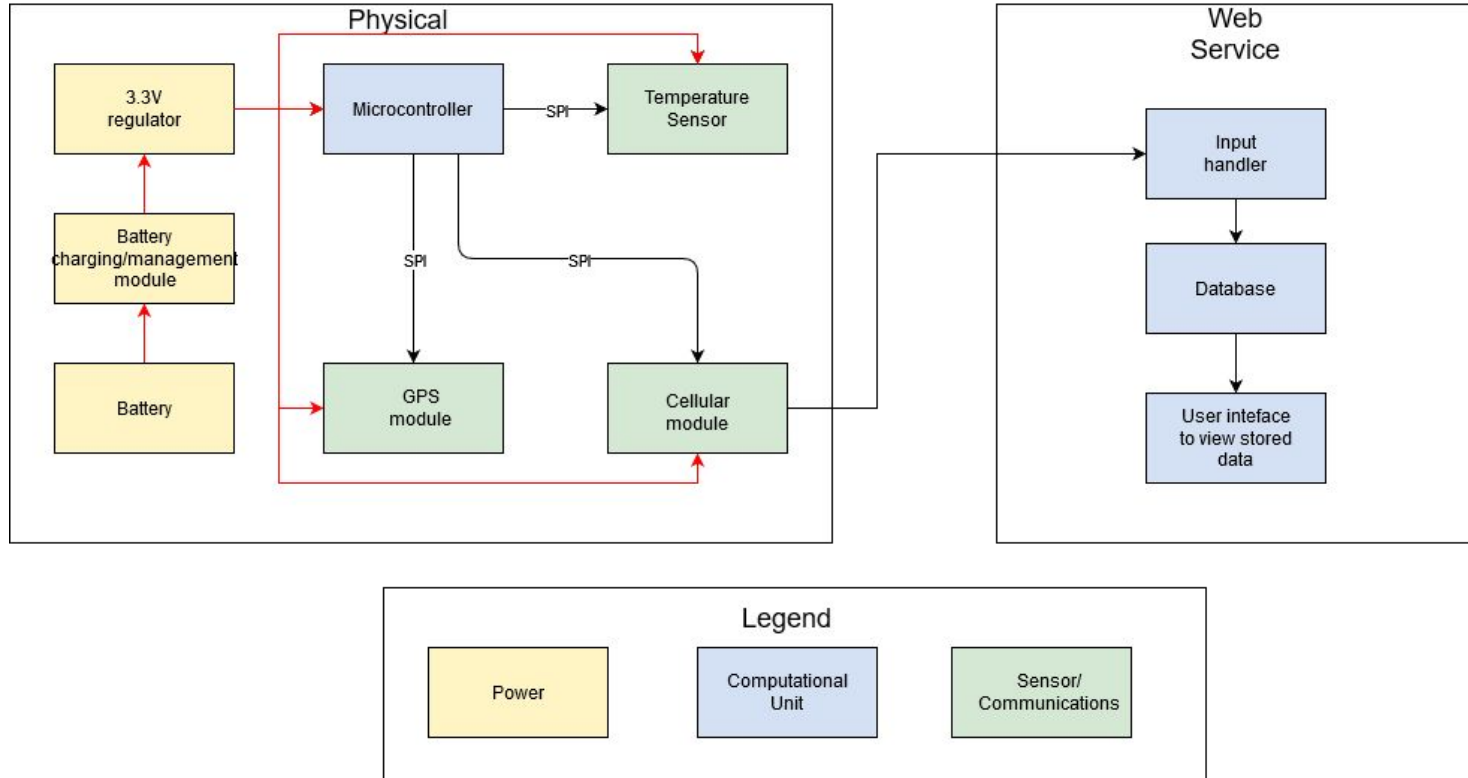 Physical
Web
Service
3.3V
regulator
Microcontroller
SPI
Temperature
Sensor
Input
handler
Battery
charging/management
module
SPI
SPI
Database
Battery
GPS
module
Cellular
module
User inteface
to view stored
data
Legend
Power
Computational
Unit
Sensor/
Communications